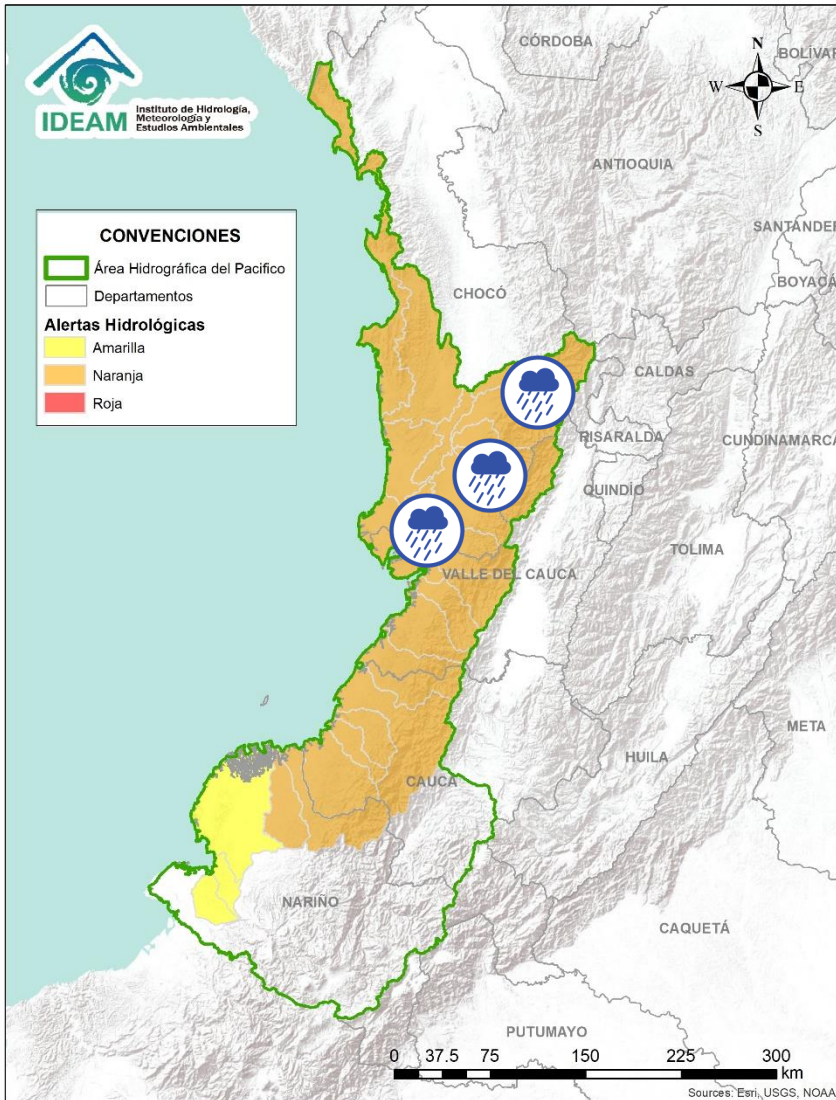 IDEAM
Instituto de Hidrología,
Meteorología y
Estudios Ambientales
N
W E
S
CÓRDOBA
BOLÍVAR
ANTIOQUIA
SANTANDER
BOYACÁ
CONVENCIONES
Área Hidrográfica del Pacifico
Departamentos
Alertas Hidrológicas
Amarilla
Naranja
Roja
CHOCÓ
CALDAS
RISARALDA
CUNDINAMARCA
QUINDÍO
TOLIMA
VALLE DEL CAUCA
META
HUILA
CAUCA
NARIÑO
CAQUETÁ
PUTUMAYO
0 37.5 75 150 225 300
km
Sources: Esri, USGS, NOAA